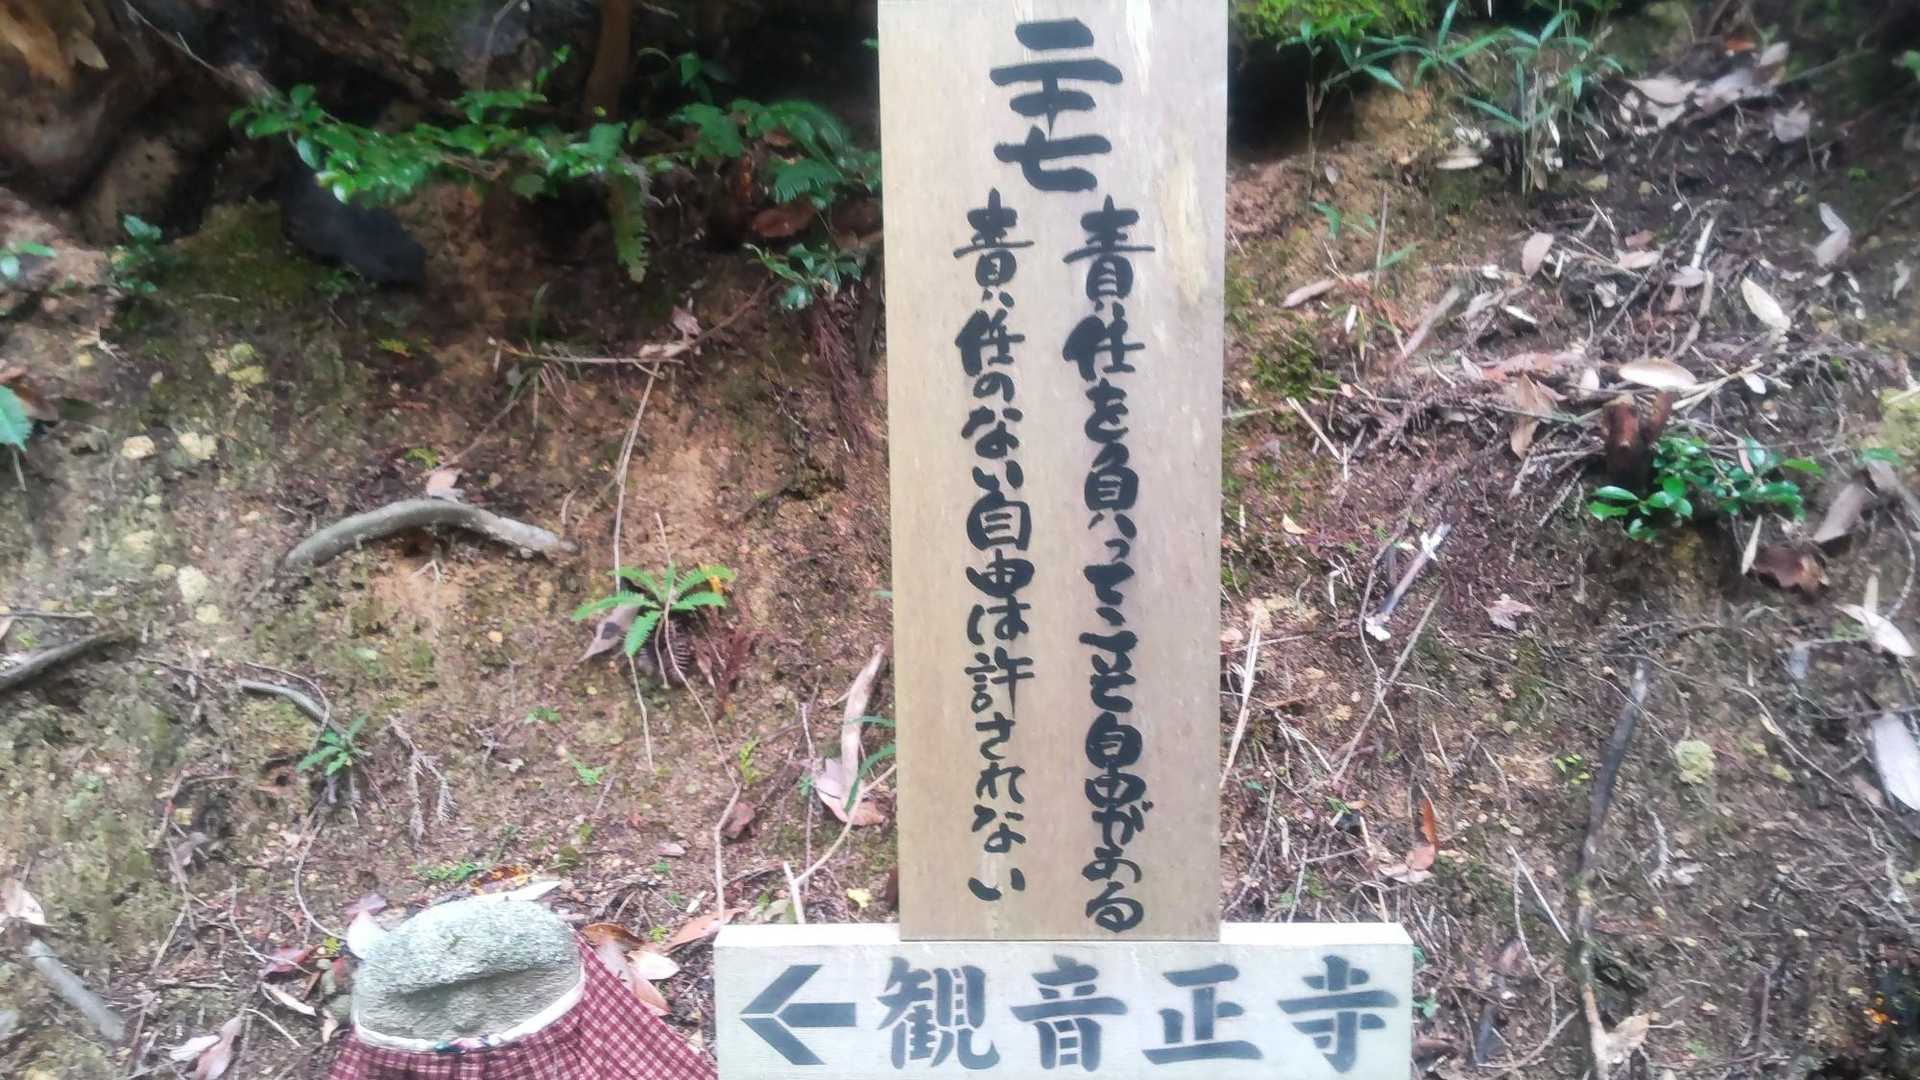 二十七
責任を負ってこそ自由がある
責任のない自由は許されない
←観音正寺